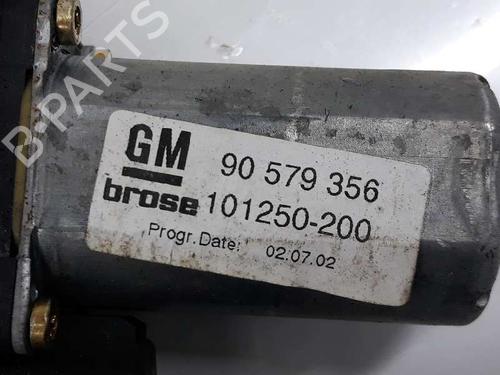 B-PARTS
GM 90 579 356
brose 101250-200
Progr.Date: 02.07.02